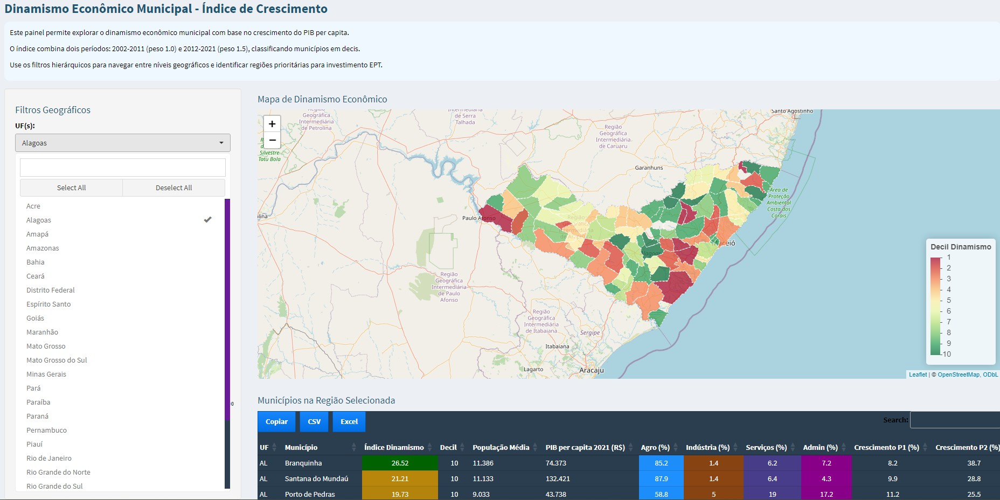 Dinamismo Econômico Municipal - Índice de Crescimento
Este painel permite explorar o dinamismo econômico municipal com base no crescimento do PIB per capita.
O índice combina dois períodos: 2002-2011 (peso 1.0) e 2012-2021 (peso 1.5), classificando municípios em decis.
Use os filtros hierárquicos para navegar entre níveis geográficos e identificar regiões prioritárias para investimento EPT.
Filtros Geográficos
UF(s):
Alagoas
Select All Deselect All
Acre
Alagoas
Amapá
Amazonas
Bahia
Ceará
Distrito Federal
Espírito Santo
Goiás
Maranhão
Mato Grosso
Mato Grosso do Sul
Minas Gerais
Pará
Paraíba
Paraná
Pernambuco
Piauí
Rio de Janeiro
Rio Grande do Norte
Rio Grande do Sul
Mapa de Dinamismo Econômico
+
−
Região
Geográfica
Intermediária
de Petrolina
Intermediária
de Serra
Talhada
Santo Agostinho
Região
Geográfica
Intermediária
de Caruaru
Silvestre
Tatu Bola
Garanhuns
Área de
Proteção
Ambiental
Costa dos
Corais
Paulo Afonso
Região
Geográfica
Intermediária
Alagoas
Região
Geográfica
Intermediária
de Paulo
Afonso
Região
Geográfica
Intermediária
de Itabaiana
Sergipe
Itabaiana
Lagarto
Aracaju
Decil Dinamismo
1
2
3
4
5
6
7
8
9
10
Leaflet | © OpenStreetMap, ODbL
Municípios na Região Selecionada
Copiar CSV Excel
Search:
UF Município Índice Dinamismo Decil População Média PIB per capita 2021 (R$) Agro (%) Indústria (%) Serviços (%) Admin (%) Crescimento P1 (%) Crescimento P2 (%)
AL Branquinha 26.52 10 11.386 74.373 85.2 1.4 6.2 7.2 8.2 38.7
AL Santana do Mundaú 21.21 10 11.133 132.421 87.9 1.4 6.4 4.3 9.9 28.8
AL Porto de Pedras 19.73 10 9.033 43.738 58.8 5 19 17.2 11.2 25.5